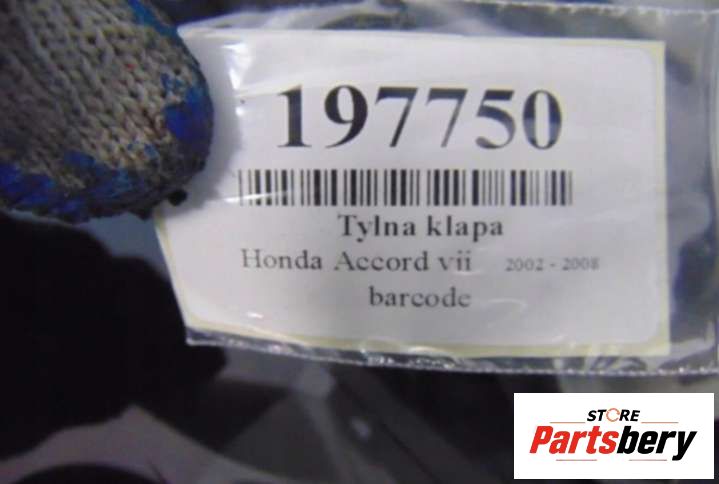 197750
Tylna klapa
Honda Accord vii 2002 - 2008
barcode
STORE
Partsbery